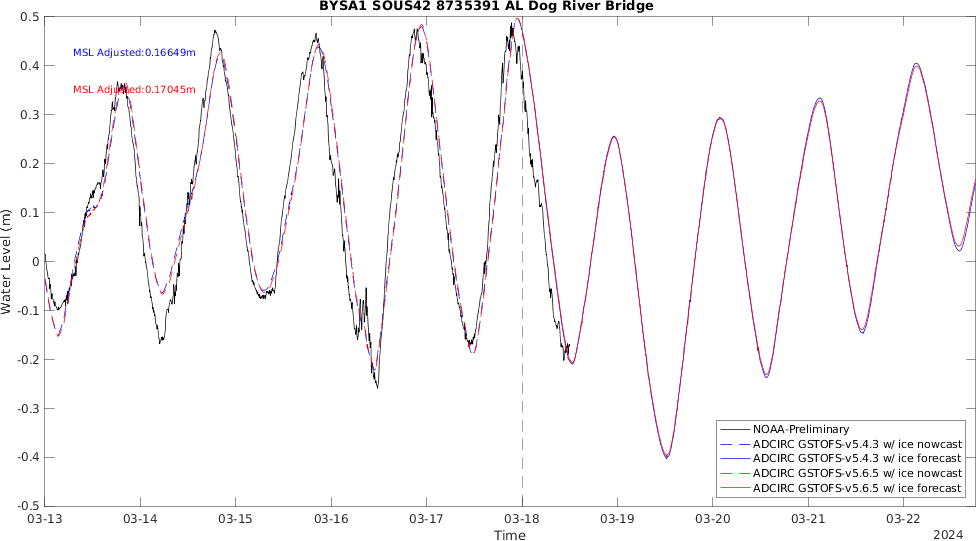 BYSA1 SOUS42 8735391 AL Dog River Bridge
MSL Adjusted:0.16649m
MSL Adjusted:0.17045m
Water Level (m)
0.5
0.4
0.3
0.2
0.1
0
-0.1
-0.2
-0.3
-0.4
-0.5
NOAA-Preliminary
ADCIRC GSTOFS-v5.4.3 w/ ice nowcast
ADCIRC GSTOFS-v5.4.3 w/ ice forecast
ADCIRC GSTOFS-v5.6.5 w/ ice nowcast
ADCIRC GSTOFS-v5.6.5 w/ ice forecast
03-13 03-14 03-15 03-16 03-17 03-18 03-19 03-20 03-21 03-22
Time
2024